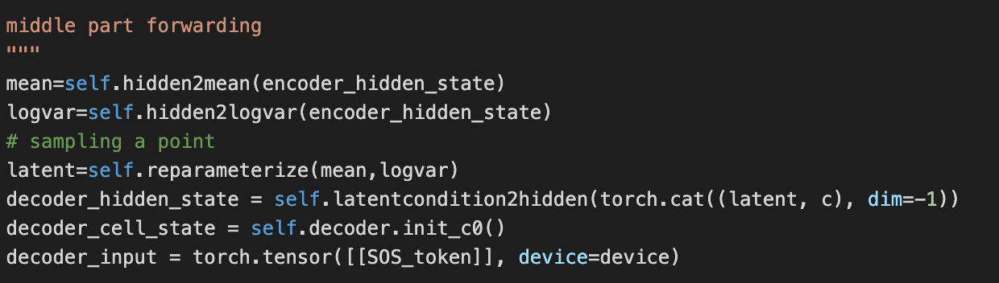 middle part forwarding
"""
mean=self.hidden2mean(encoder_hidden_state)
logvar=self.hidden2logvar(encoder_hidden_state)
# sampling a point
latent=self.reparameterize(mean,logvar)
decoder_hidden_state = self.latentcondition2hidden(torch.cat((latent, c), dim=-1))
decoder_cell_state = self.decoder.init_c0()
decoder_input = torch.tensor([[SOS_token]], device=device)